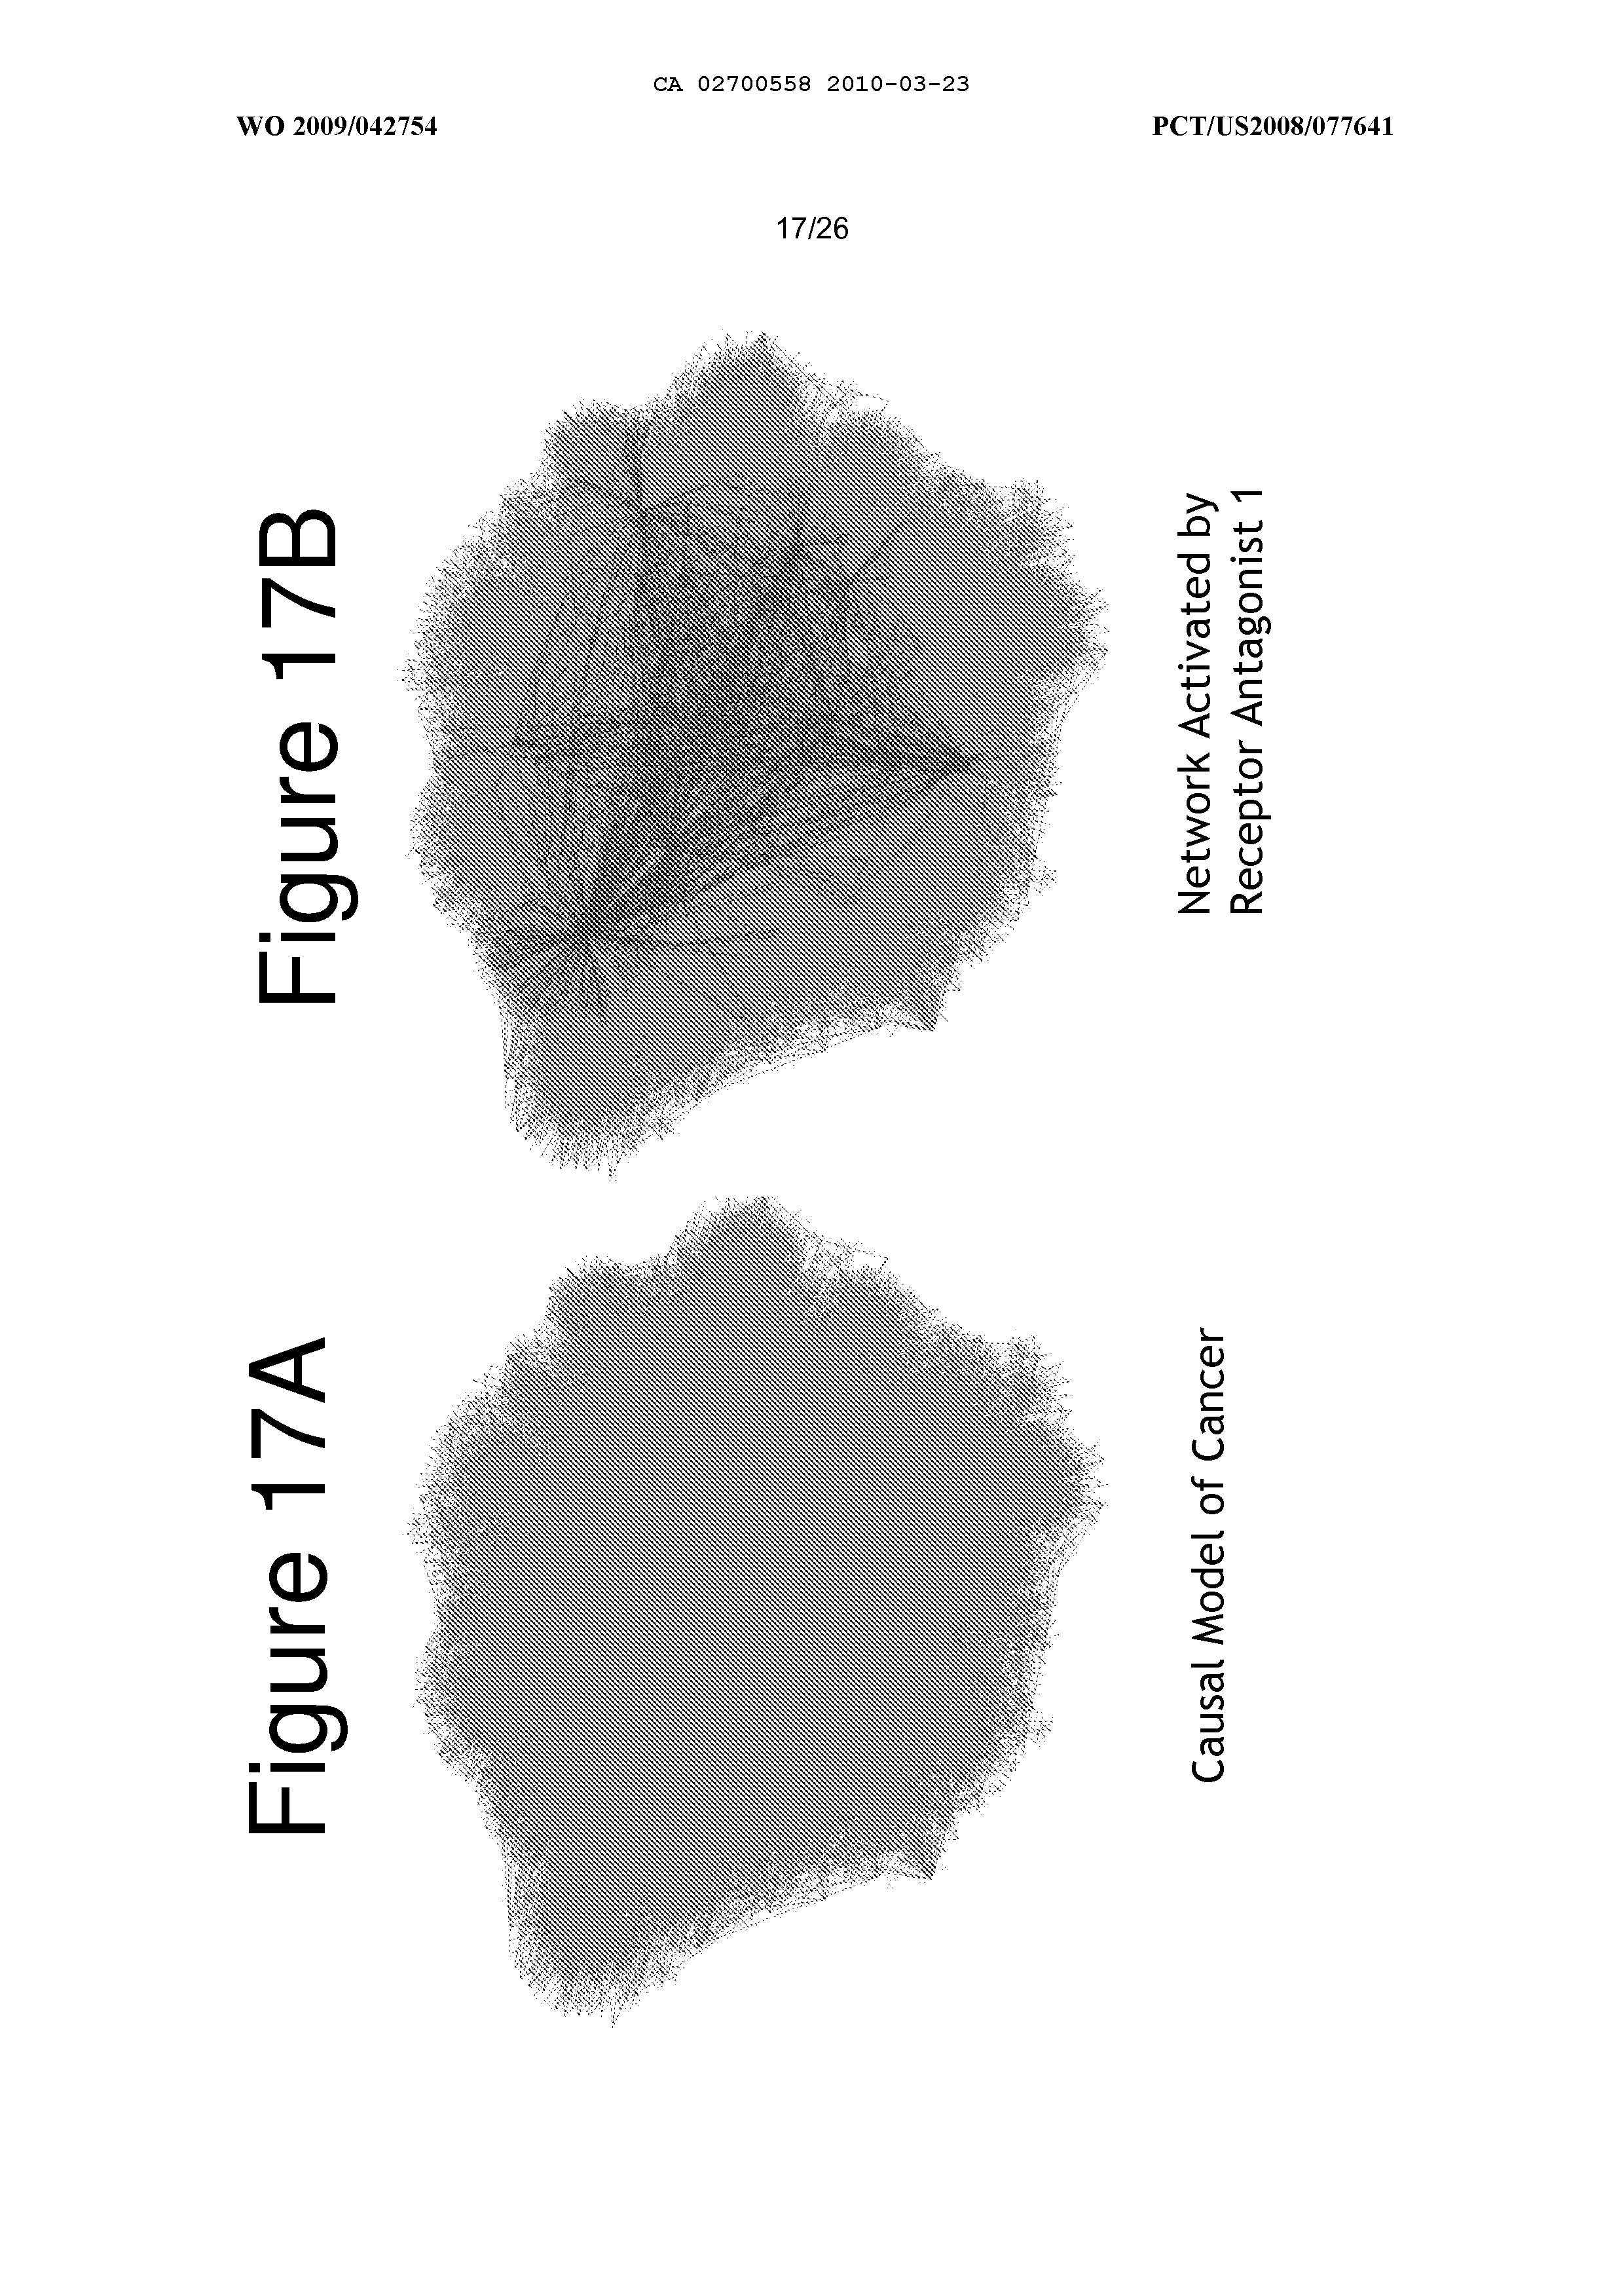 CA 02700558 2010-03-23
WO 2009/042754
PCT/US2008/077641
17/26
Figure 17A
Causal Model of Cancer
Figure 17B
Network Activated by
Receptor Antagonist 1